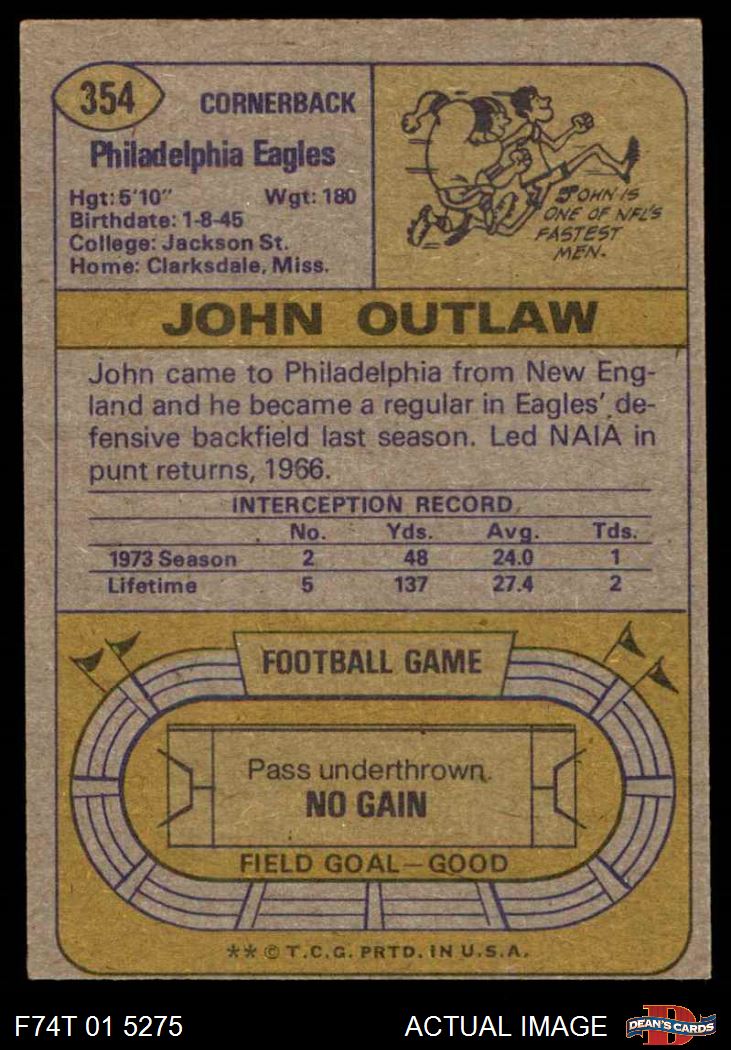 354
CORNERBACK
Philadelphia Eagles
Hgt: 5'10" Wgt: 180
Birthdate: 1-8-45
College: Jackson St.
Home: Clarksdale, Miss.
JOHN IS
ONE OF NFL'S
FASTEST
MEN.
JOHN OUTLAW
John came to Philadelphia from New Eng-
land and he became a regular in Eagles' de-
fensive backfield last season. Led NAIA in
punt returns, 1966.
INTERCEPTION RECORD
No. Yds. Avg. Tds.
1973 Season 2 48 24.0 1
Lifetime 5 137 27.4 2
FOOTBALL GAME
Pass underthrown.
NO GAIN
FIELD GOAL—GOOD
** © T.C.G. PRTD. IN U.S.A.
F74T 01 5275 ACTUAL IMAGE
D
DEAN'S CARDS